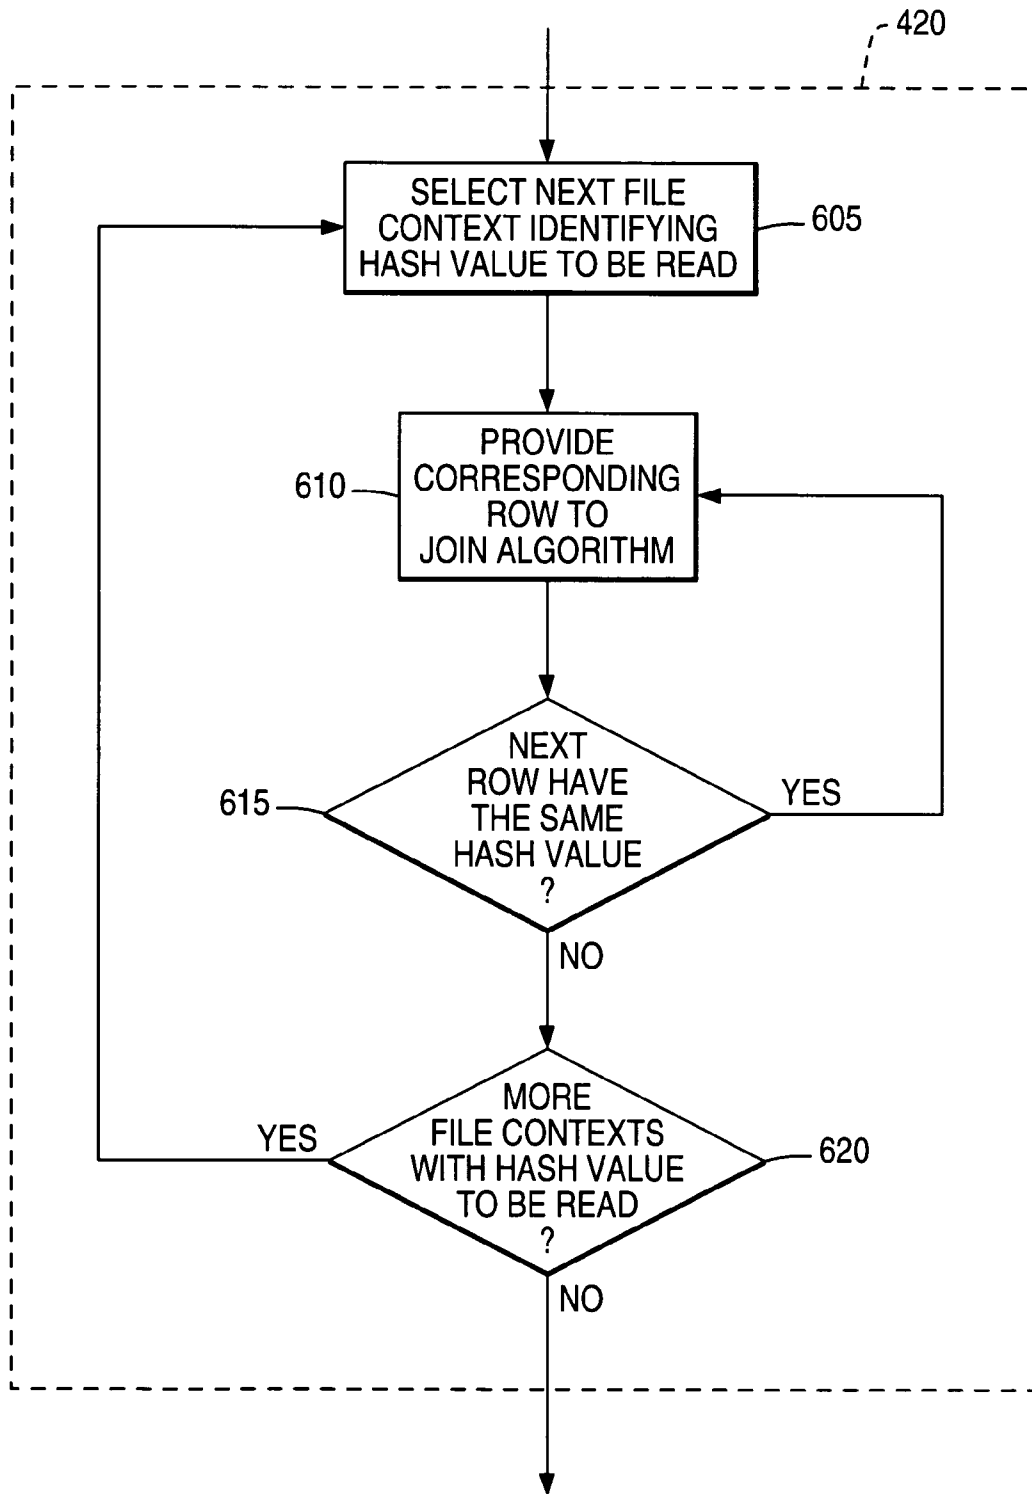 420
SELECT NEXT FILE
CONTEXT IDENTIFYING
HASH VALUE TO BE READ
605
PROVIDE
CORRESPONDING
ROW TO
JOIN ALGORITHM
610
NEXT
ROW HAVE
THE SAME
HASH VALUE
?
615
YES
NO
MORE
FILE CONTEXTS
WITH HASH VALUE
TO BE READ
?
YES
620
NO